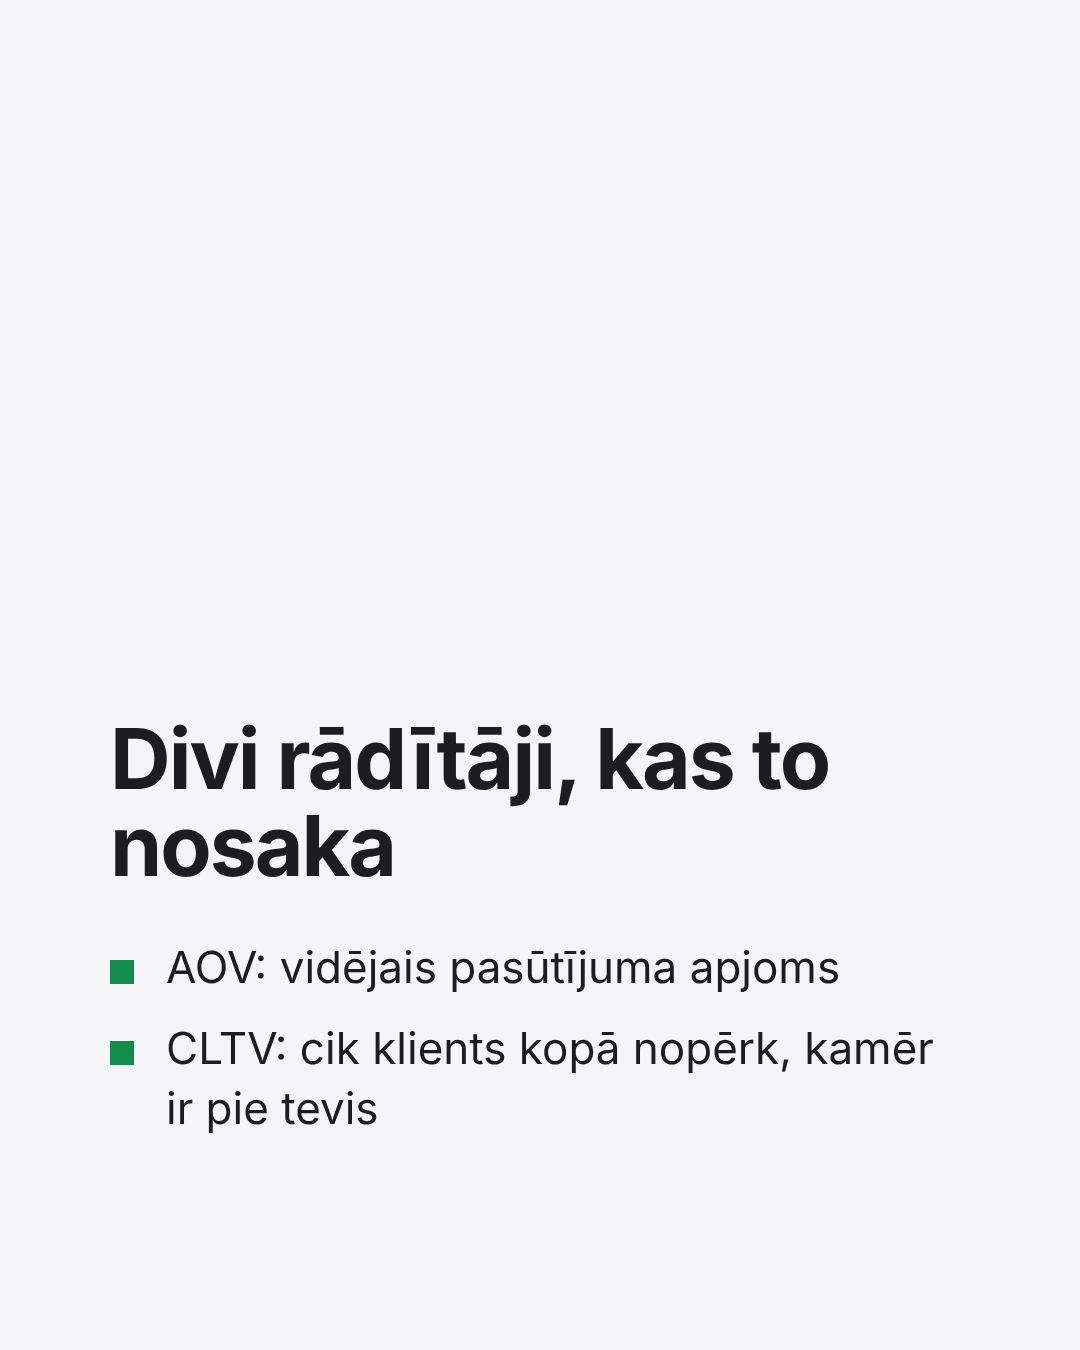 Divi rādītāji, kas to
nosaka
AOV: vidējais pasūtījuma apjoms
CLTV: cik klients kopā nopērk, kamēr
ir pie tevis